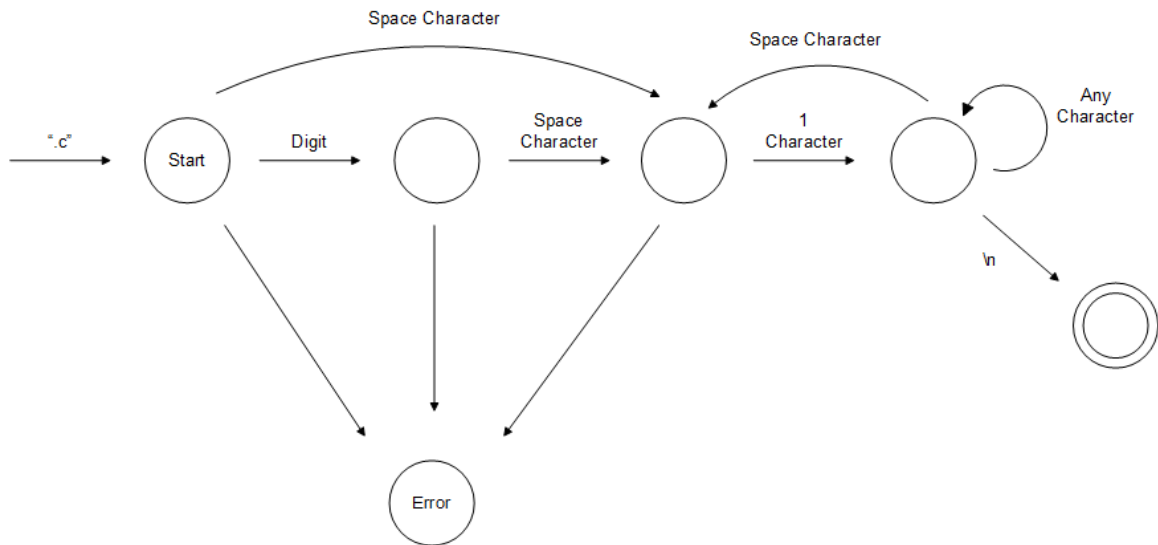 Space Character
Space Character
Any
Character
“.c”
Start
Digit
Space
Character
1
Character
\n
Error